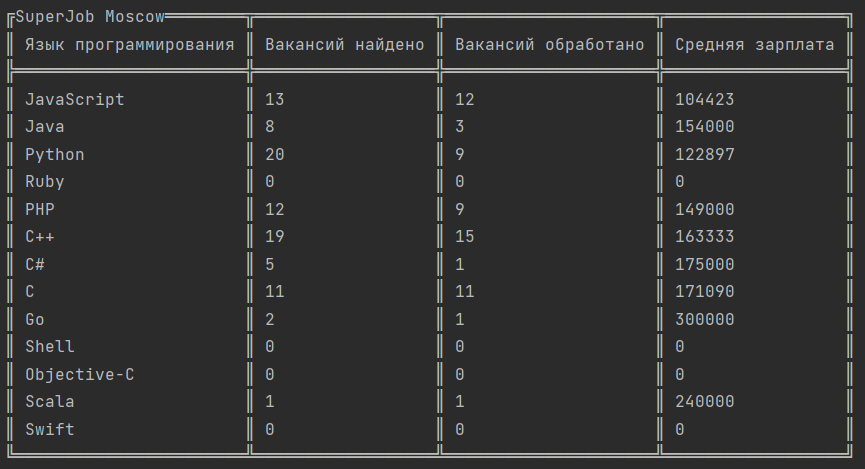 SuperJob Moscow
Язык программирования Вакансий найдено Вакансий обработано Средняя зарплата
JavaScript 13 12 104423
Java 8 3 154000
Python 20 9 122897
Ruby 0 0 0
PHP 12 9 149000
C++ 19 15 163333
C# 5 1 175000
C 11 11 171090
Go 2 1 300000
Shell 0 0 0
Objective-C 0 0 0
Scala 1 1 240000
Swift 0 0 0